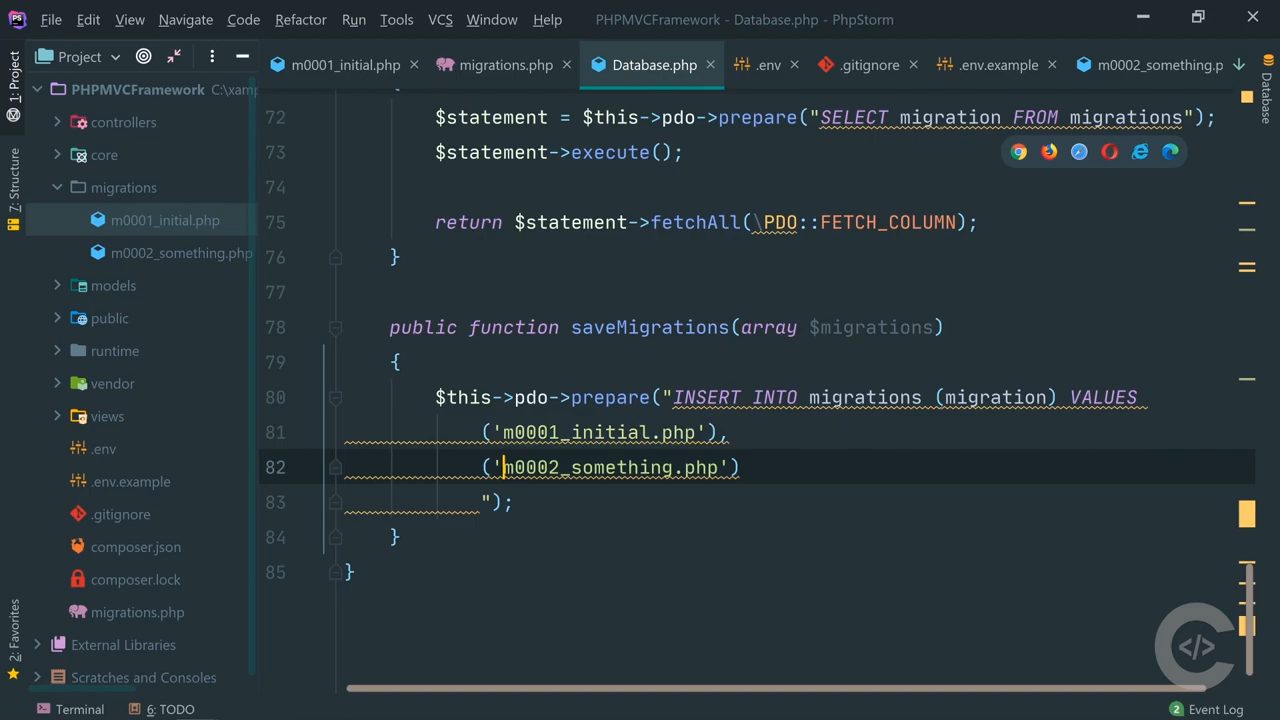 PS File Edit View Navigate Code Refactor Run Tools VCS Window Help PHPMVCFramework - Database.php - PhpStorm
Project
m0001_initial.php migrations.php Database.php .env .gitignore .env.example m0002_something.p
1: Project
7: Structure
2: Favorites
Database
PHPMVCFramework C:\xamp
controllers
core
migrations
m0001_initial.php
m0002_something.php
models
public
runtime
vendor
views
.env
.env.example
.gitignore
composer.json
composer.lock
migrations.php
External Libraries
Scratches and Consoles
72 $statement = $this->pdo->prepare("SELECT migration FROM migrations");
73 $statement->execute();
74
75 return $statement->fetchAll(\PDO::FETCH_COLUMN);
76 }
77
78 public function saveMigrations(array $migrations)
79 {
80 $this->pdo->prepare("INSERT INTO migrations (migration) VALUES
81 ('m0001_initial.php'),
82 ('m0002_something.php')
83 ");
84 }
85 }
Terminal 6: TODO 2 Event Log